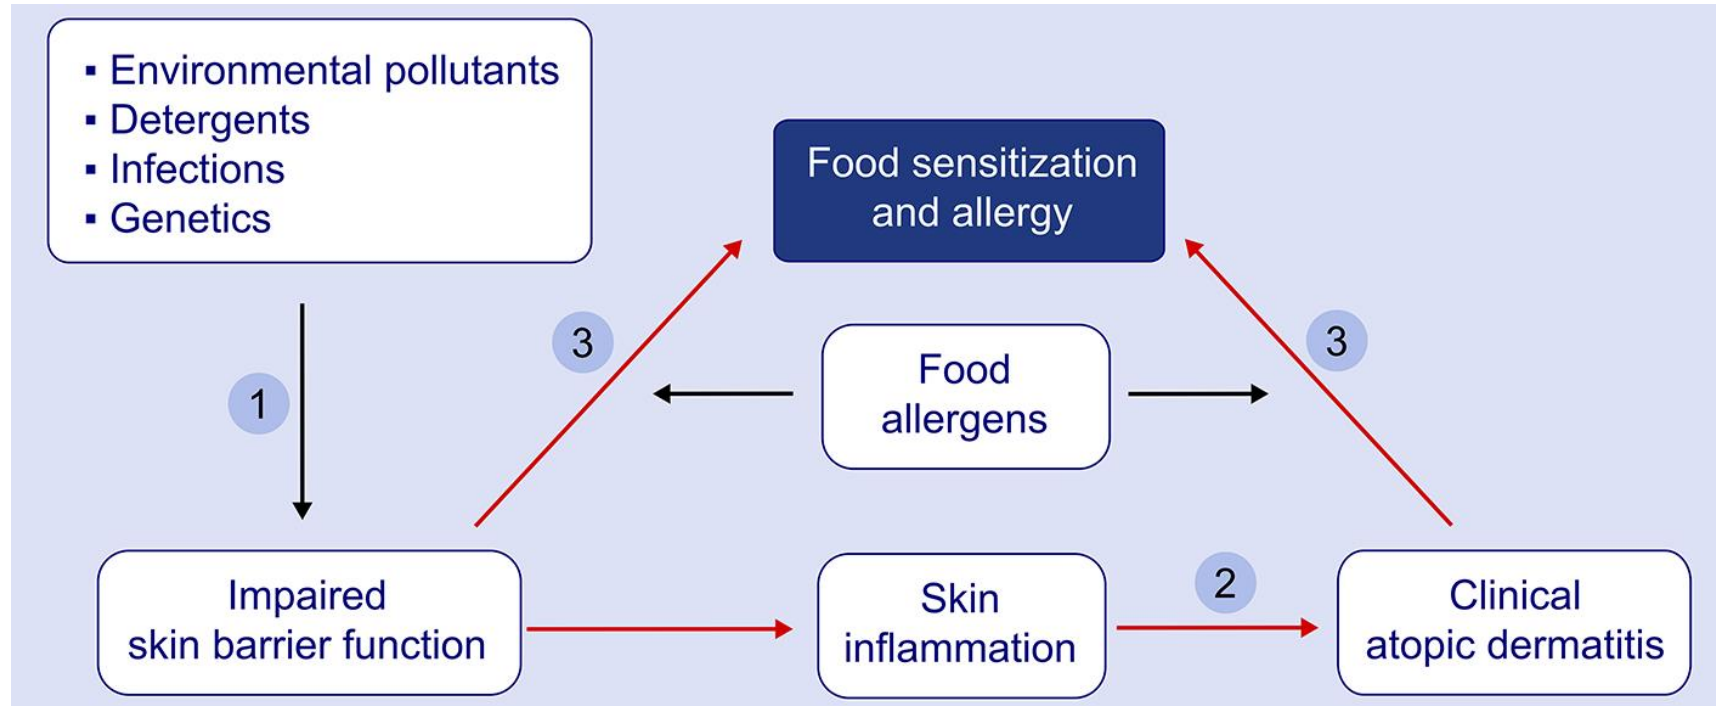 ▪ Environmental pollutants
▪ Detergents
▪ Infections
▪ Genetics
Food sensitization
and allergy
3
3
1
Food
allergens
2
Impaired
skin barrier function
Skin
inflammation
Clinical
atopic dermatitis